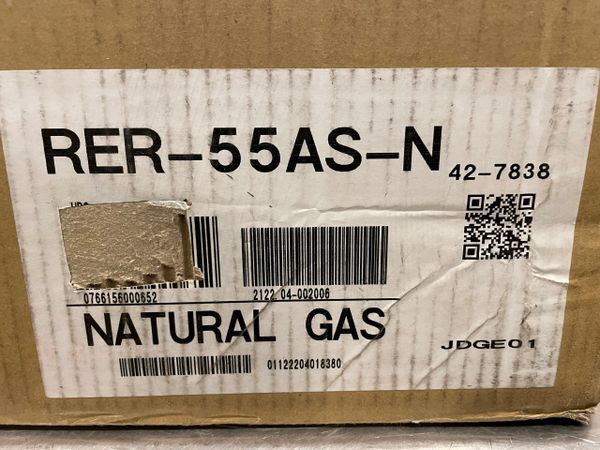 RER-55AS-N
42-7838
0766156000652
2122.04-002006
NATURAL GAS
JDGE01
01122204018380